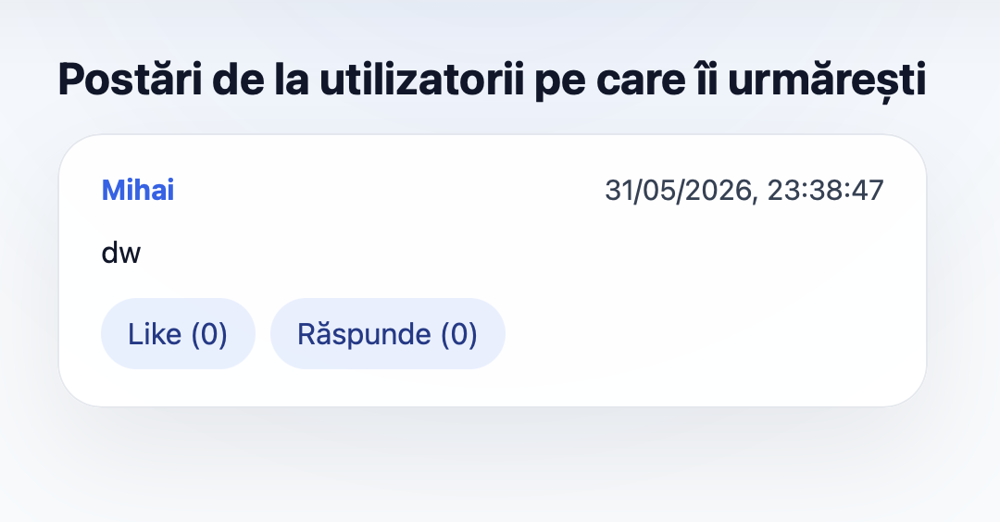 Postări de la utilizatorii pe care îi urmărești
Mihai 31/05/2026, 23:38:47
dw
Like (0) Răspunde (0)